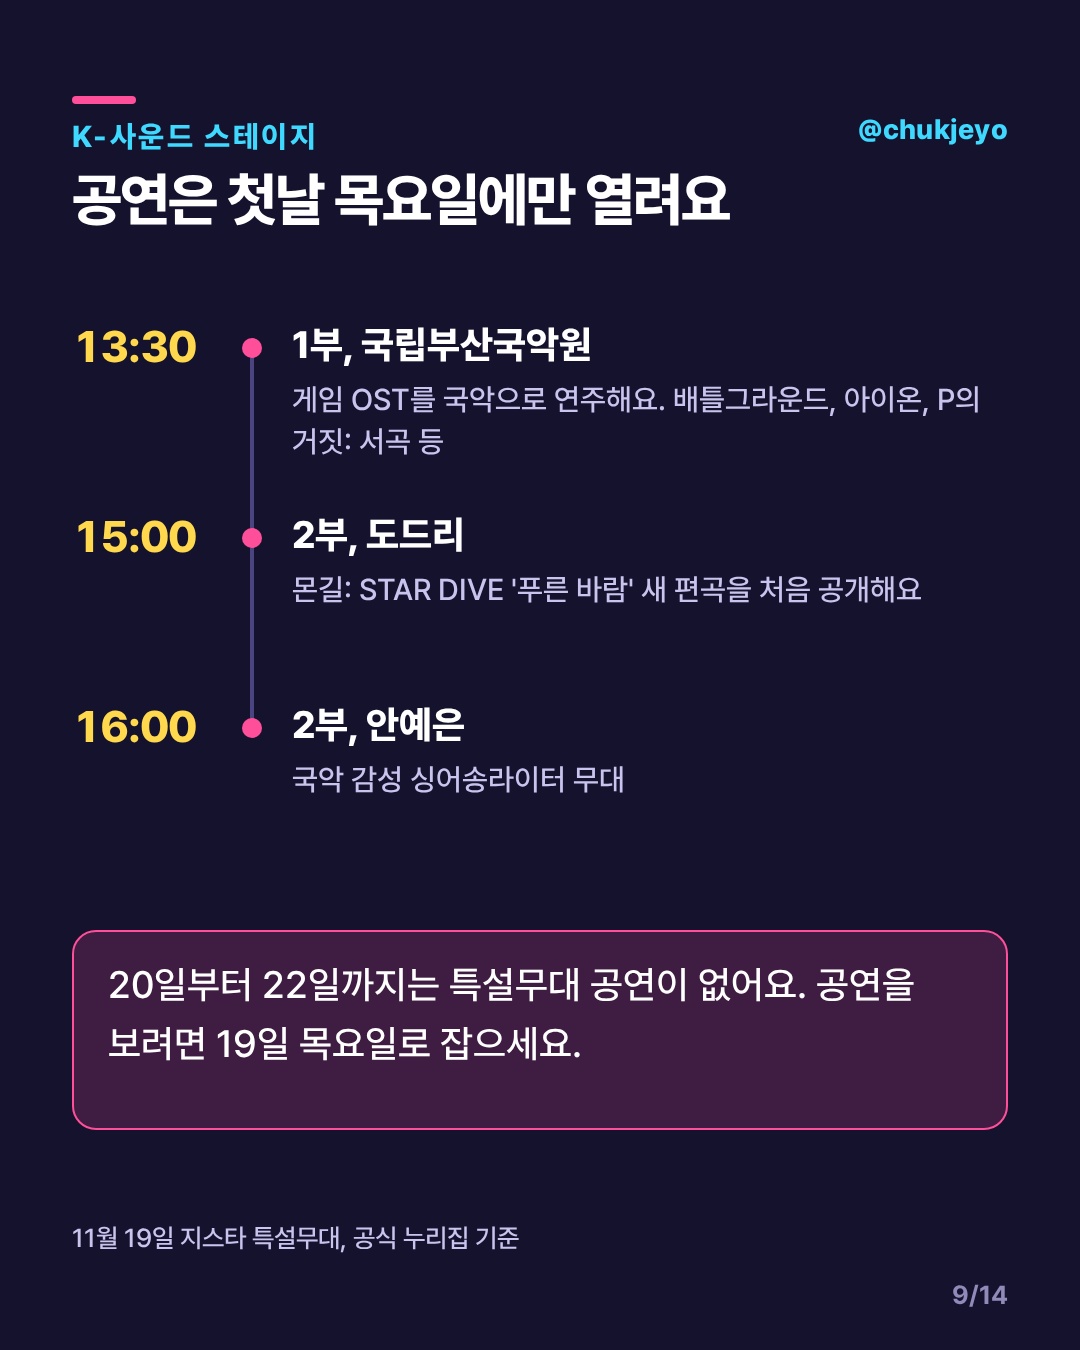 K-사운드 스테이지
@chukjeyo
공연은 첫날 목요일에만 열려요
13:30
1부, 국립부산국악원
게임 OST를 국악으로 연주해요. 배틀그라운드, 아이온, P의
거짓: 서곡 등
15:00
2부, 도드리
몬길: STAR DIVE '푸른 바람' 새 편곡을 처음 공개해요
16:00
2부, 안예은
국악 감성 싱어송라이터 무대
20일부터 22일까지는 특설무대 공연이 없어요. 공연을
보려면 19일 목요일로 잡으세요.
11월 19일 지스타 특설무대, 공식 누리집 기준
9/14